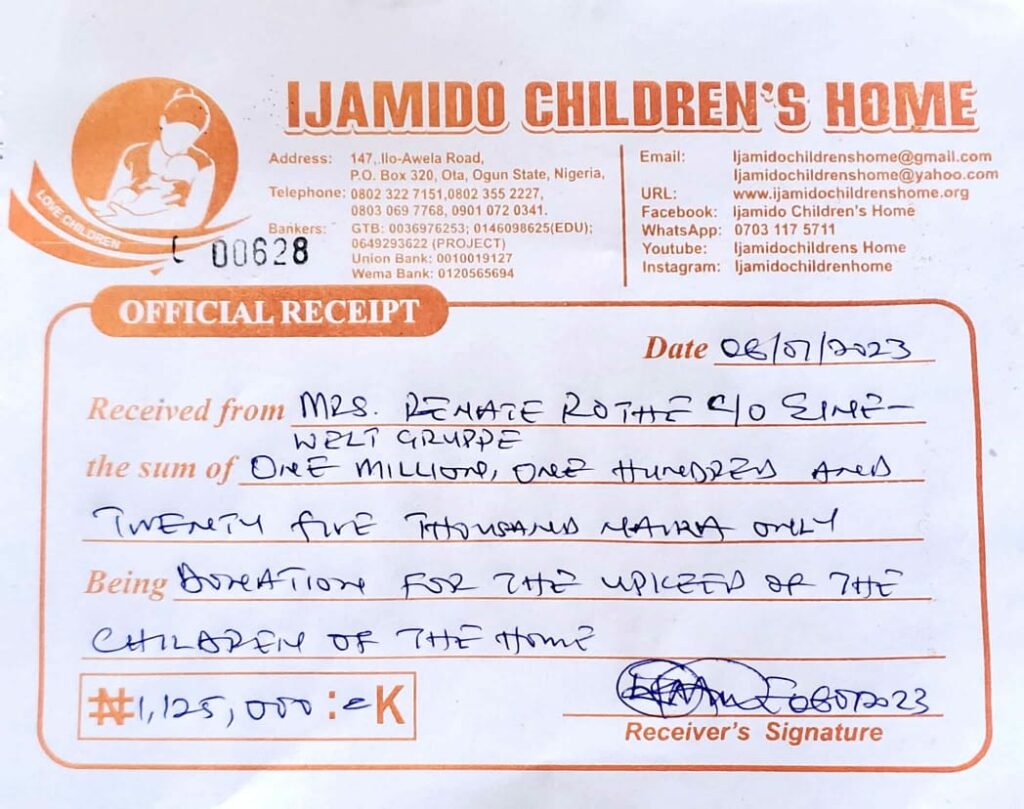 IJAMIDO CHILDREN'S HOME
LOVE CHILDREN
00628
Address: 147, Ilo-Awela Road,
P.O. Box 320, Ota, Ogun State, Nigeria,
Telephone: 0802 322 7151,0802 355 2227,
0803 069 7768, 0901 072 0341.
Bankers: GTB: 0036976253; 0146098625(EDU);
0649293622 (PROJECT)
Union Bank: 0010019127
Wema Bank: 0120565694
Email: Ijamidochildrenshome@gmail.com
Ijamidochildrenshome@yahoo.com
URL: www.ijamidochildrenshome.org
Facebook: Ijamido Children's Home
WhatsApp: 0703 117 5711
Youtube: Ijamidochildrens Home
Instagram: Ijamidochildrenhome
OFFICIAL RECEIPT
Date 08/07/2023
Received from MRS. RENATE ROTHE C/O EINE-
WELT GRUPPE
the sum of ONE MILLION, ONE HUNDRED AND
TWENTY FIVE THOUSAND NAIRA ONLY
Being DONATION FOR THE UPKEEP OF THE
CHILDREN OF THE HOME
₦1,125,000 := K
08072023
Receiver's Signature